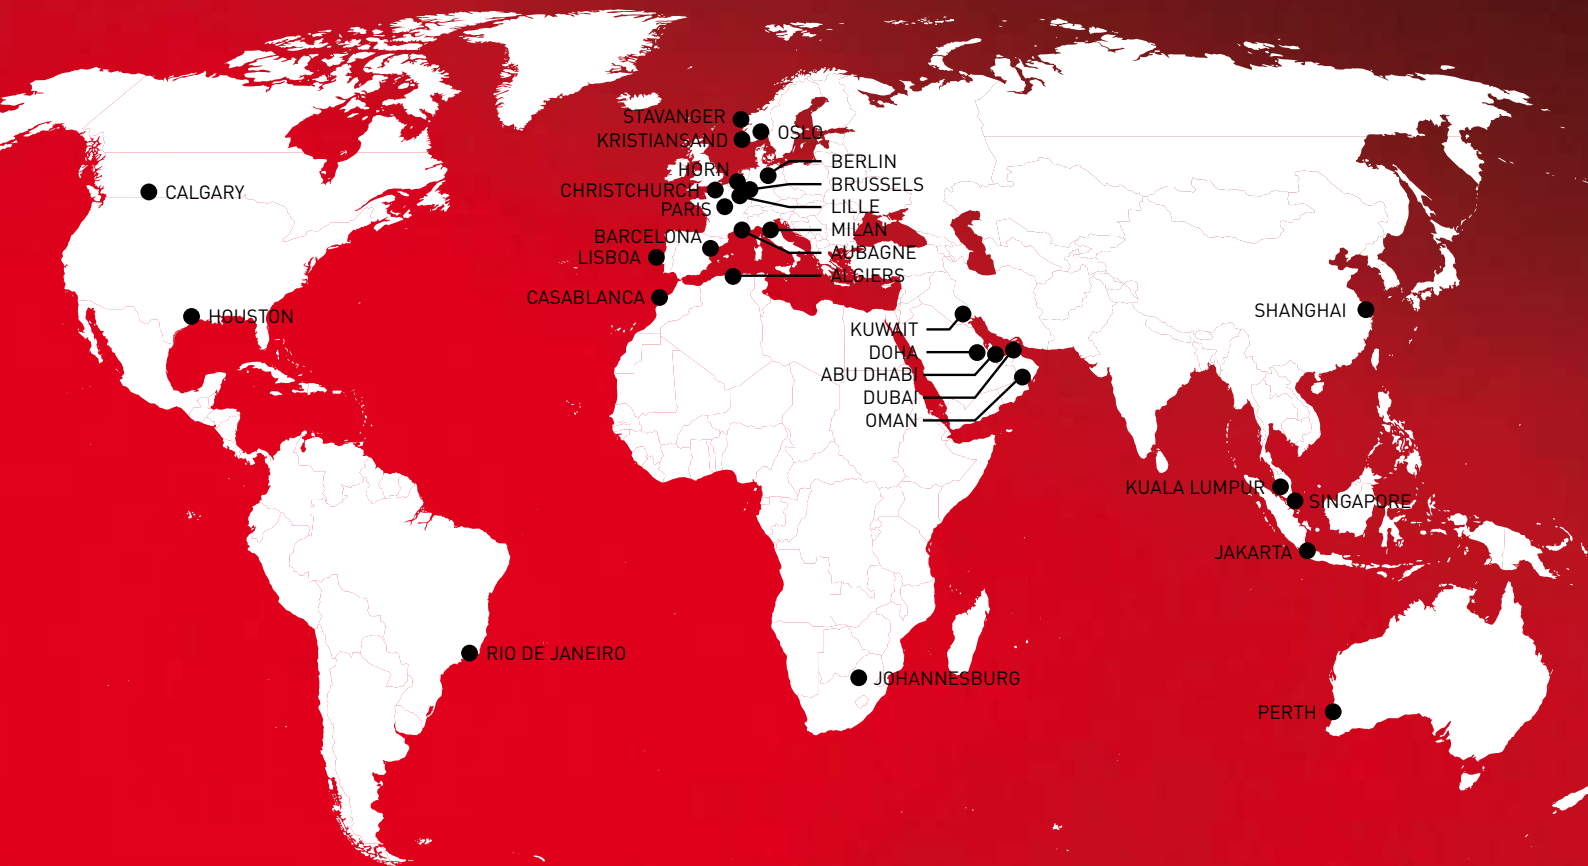 STAVANGER
KRISTIANSAND
OSLO
HORN
BERLIN
CHRISTCHURCH
BRUSSELS
CALGARY
PARIS
LILLE
BARCELONA
MILAN
LISBOA
AUBAGNE
ALGIERS
CASABLANCA
HOUSTON
SHANGHAI
KUWAIT
DOHA
ABU DHABI
DUBAI
OMAN
KUALA LUMPUR
SINGAPORE
JAKARTA
RIO DE JANEIRO
JOHANNESBURG
PERTH